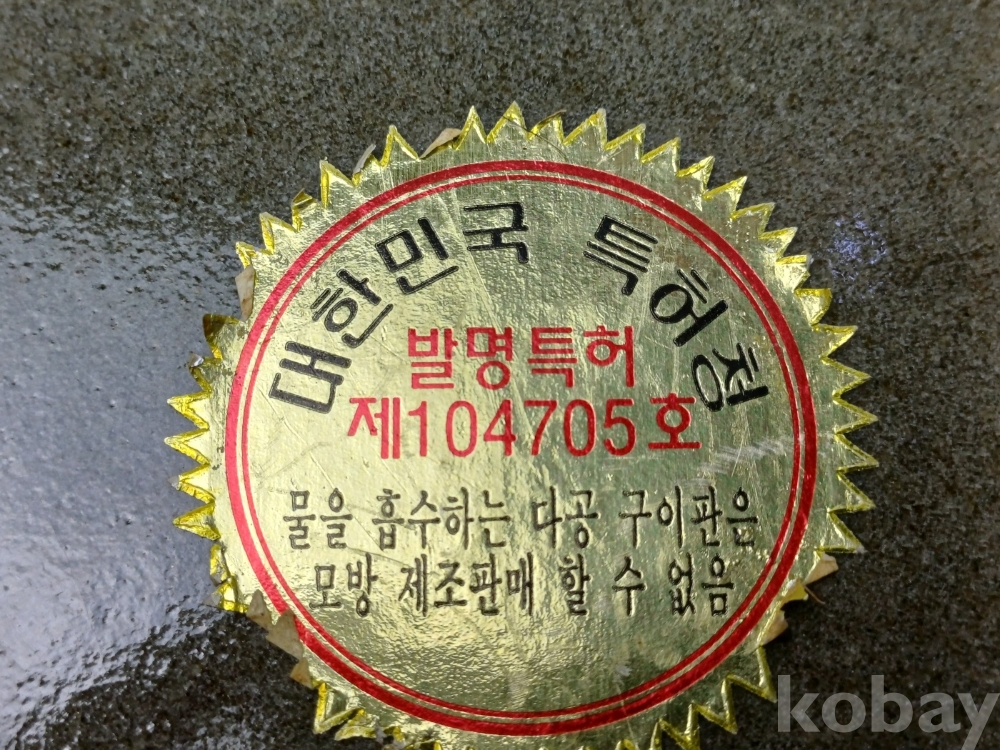 대한민국 특허청
발명특허
제104705호
물을 흡수하는 다공 구이판음
모방 제조판매 할 수 없음
kobay